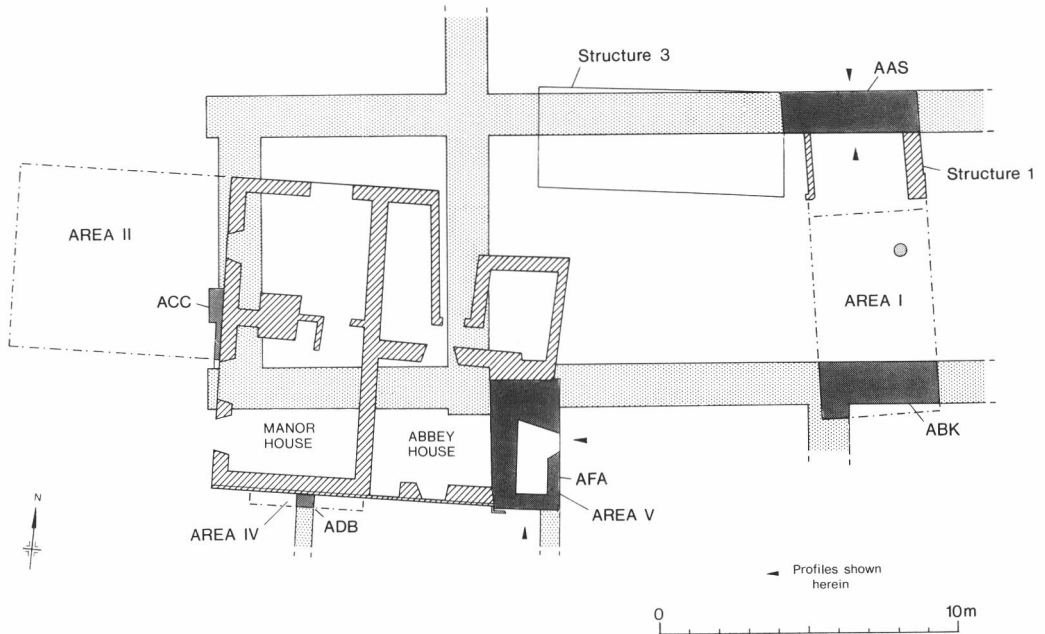 Structure 3
AAS
Structure 1
AREA II
ACC
AREA I
MANOR
HOUSE
ABBEY
HOUSE
ABK
AFA
AREA V
AREA IV
ADB
N
Profiles shown
herein
0
10m